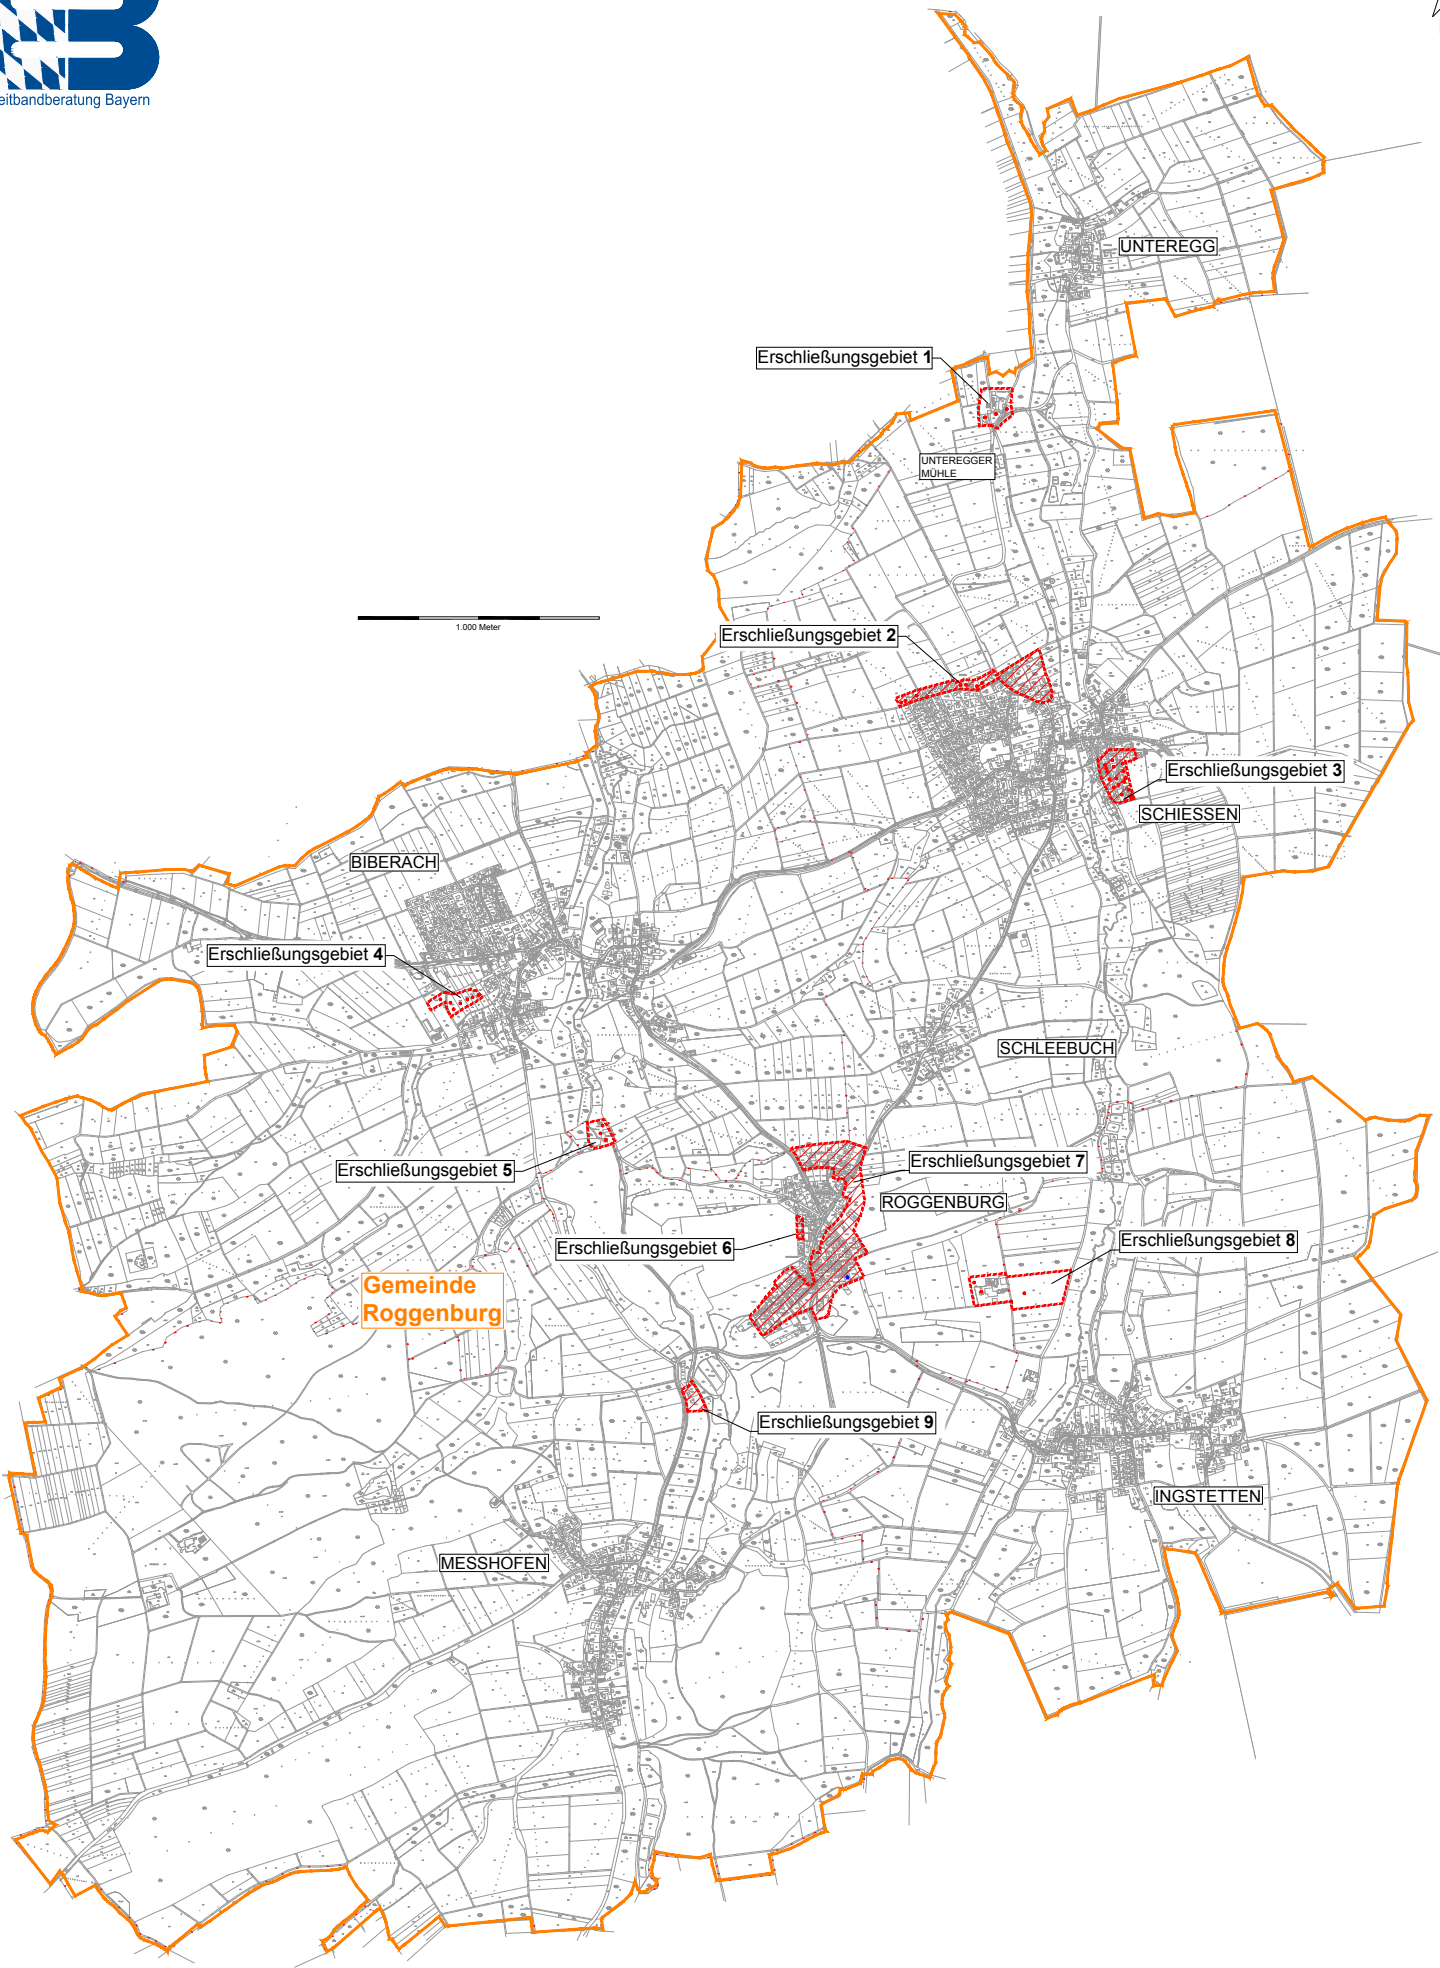 eitbandberatung Bayern
UNTEREGG
Erschließungsgebiet 1
UNTEREGGER
MÜHLE
1.000 Meter
Erschließungsgebiet 2
Erschließungsgebiet 3
SCHIESSEN
BIBERACH
Erschließungsgebiet 4
SCHLEEBUCH
Erschließungsgebiet 5
Erschließungsgebiet 7
ROGGENBURG
Erschließungsgebiet 6
Erschließungsgebiet 8
Gemeinde
Roggenburg
Erschließungsgebiet 9
INGSTETTEN
MESSHOFEN